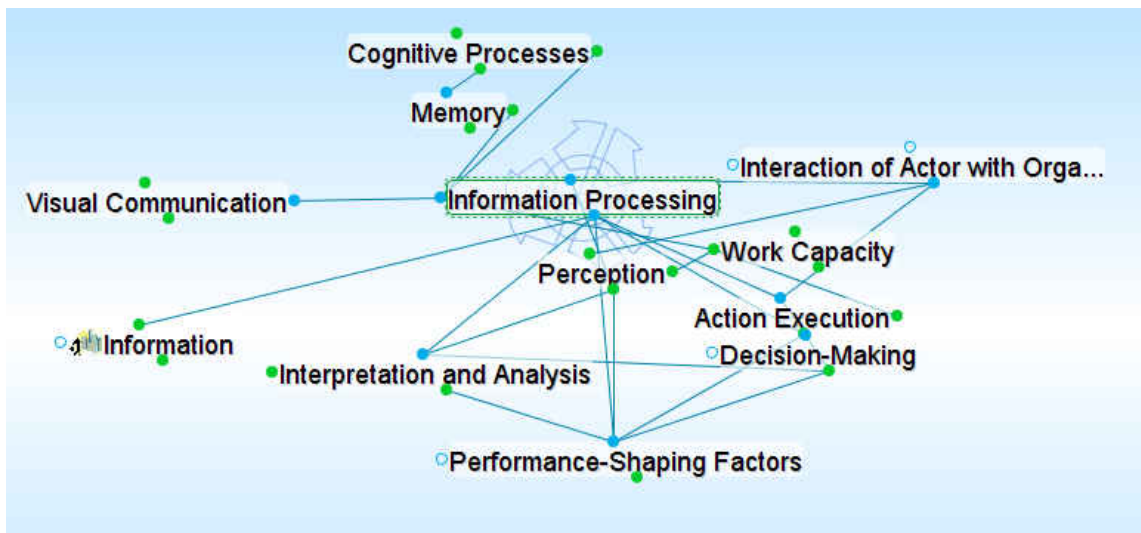 Cognitive Processes
Memory
Interaction of Actor with Orga...
Visual Communication
Information Processing
Work Capacity
Perception
Action Execution
Information
Decision-Making
Interpretation and Analysis
Performance-Shaping Factors